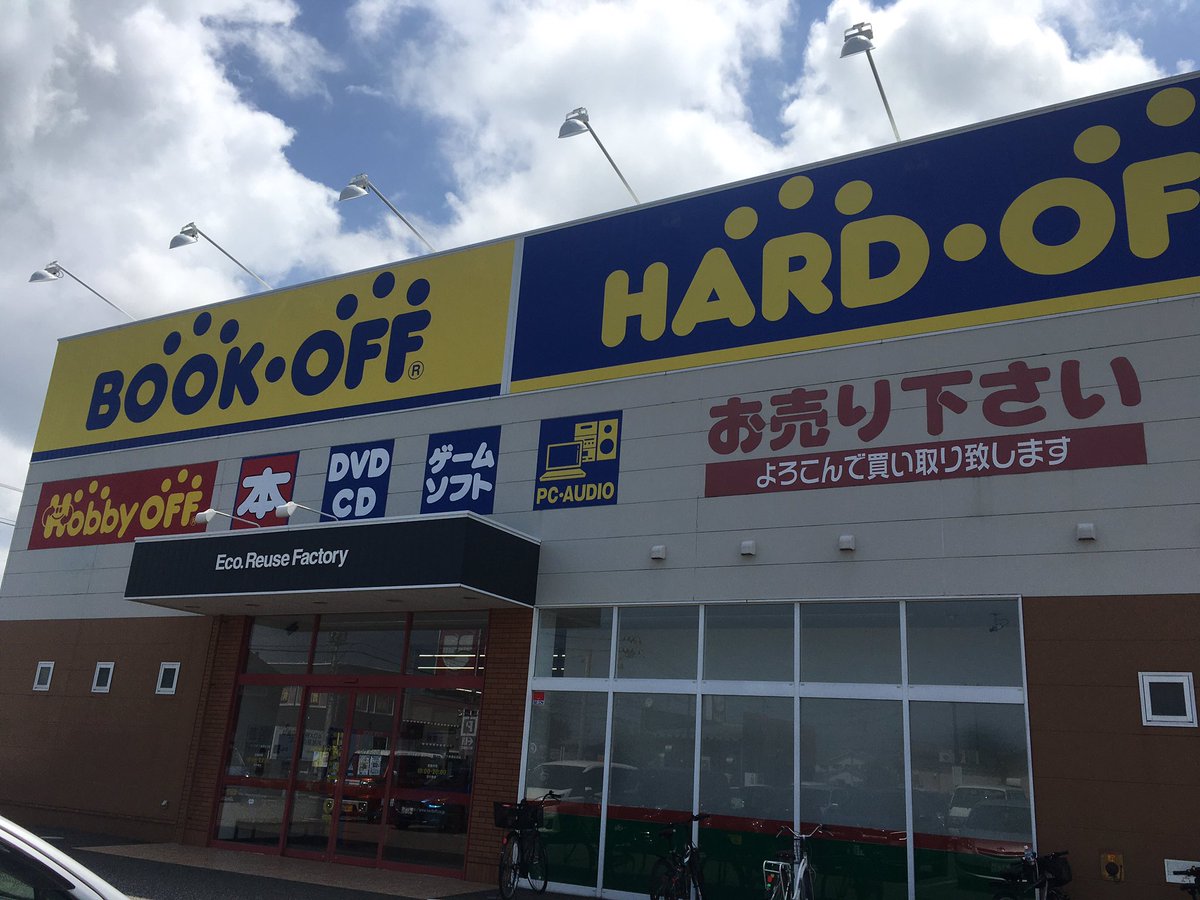 BOOK・OFF®
HARD・OF
お売り下さい
よろこんで買い取り致します
Hobby OFF
本
DVD
CD
ゲーム
ソフト
PC・AUDIO
Eco. Reuse Factory